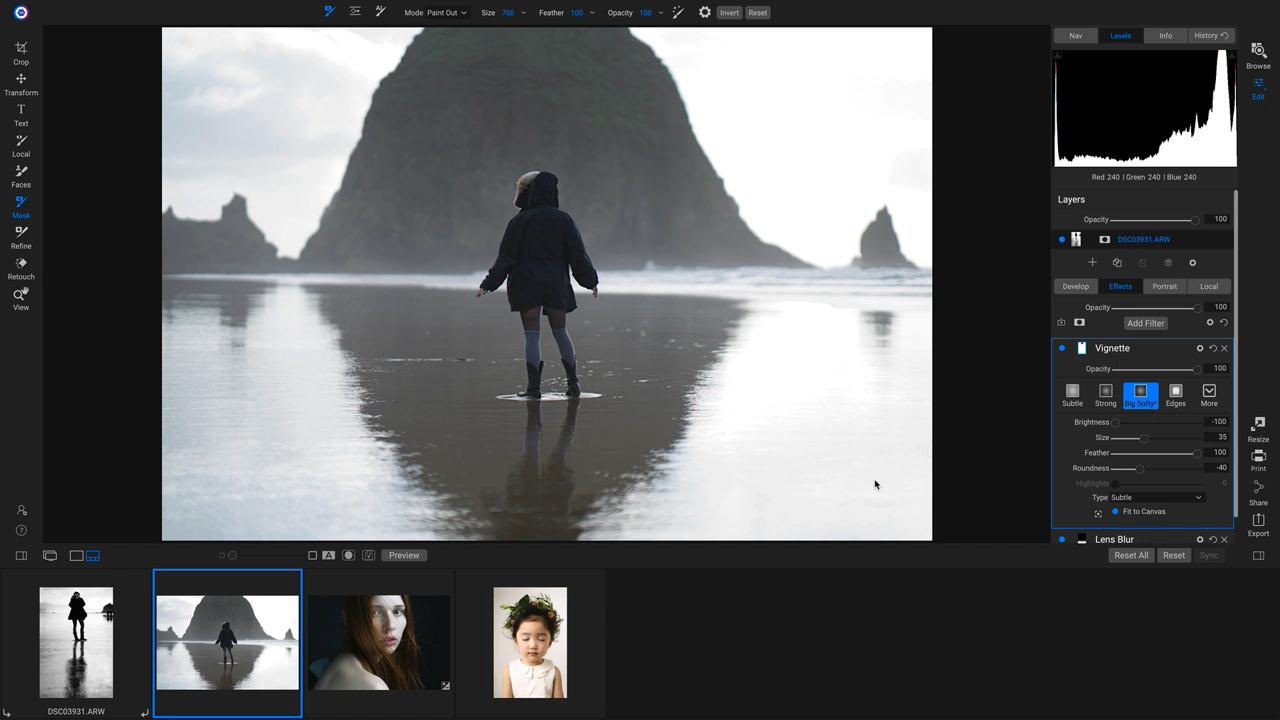 Mode Paint Out Size 700 Feather 100 Opacity 100 Invert Reset
Crop
Transform
Text
Local
Faces
Mask
Refine
Retouch
View
Nav Levels Info History
Browse
Edit
Red 240 | Green 240 | Blue 240
Layers
Opacity 100
DSC03931.ARW
Develop Effects Portrait Local
Opacity 100
Add Filter
Vignette
Opacity 100
Subtle Strong Big Softy* Edges More
Brightness -100
Size 35
Feather 100
Roundness -40
Highlights 0
Type Subtle
Fit to Canvas
Lens Blur
Resize
Print
Share
Export
A Preview Reset All Reset Sync
DSC03931.ARW